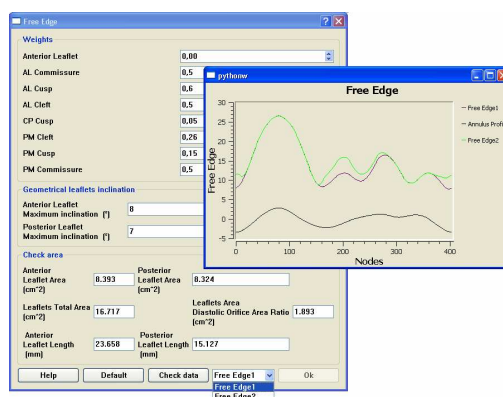 Free Edge
Weights
Anterior Leaflet 0,00
AL Commissure 0,5
AL Cusp 0,6
AL Cleft 0,5
CP Cusp 0,05
PM Cleft 0,26
PM Cusp 0,15
PM Commissure 0,5
Geometrical leaflets inclination
Anterior Leaflet
Maximum inclination (°) 8
Posterior Leaflet
Maximum inclination (°) 7
Check area
Anterior Leaflet Area (cm^2) 8.393
Posterior Leaflet Area (cm^2) 8.324
Leaflets Total Area (cm^2) 16.717
Leaflets Area Diastolic Orifice Area Ratio (cm^2) 1.893
Anterior Leaflet Length (mm) 23.658
Posterior Leaflet Length (mm) 15.127
Help Default Check data Free Edge1 Ok
Free Edge1
Free Edge2
pythonw
Free Edge
Free Edge
30
25
20
15
10
5
0
-5
0 100 200 300 400
Nodes
Free Edge1
Annulus Profi
Free Edge2